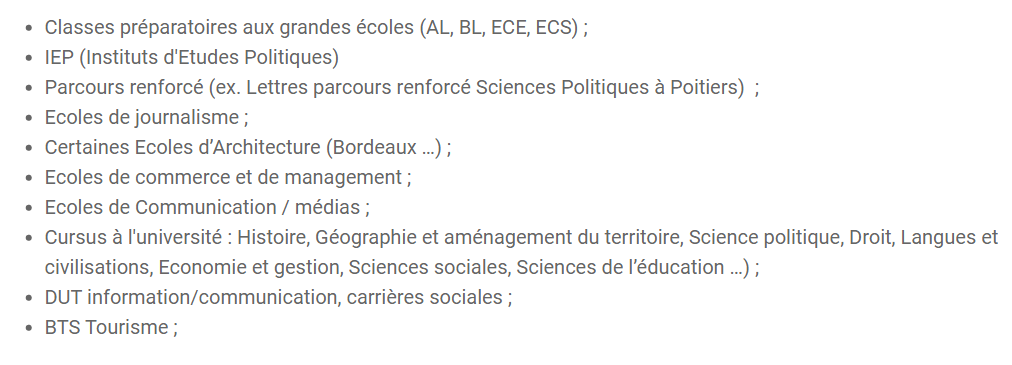 • Classes préparatoires aux grandes écoles (AL, BL, ECE, ECS) ;
• IEP (Instituts d'Etudes Politiques)
• Parcours renforcé (ex. Lettres parcours renforcé Sciences Politiques à Poitiers)  ;
• Ecoles de journalisme ;
• Certaines Ecoles d’Architecture (Bordeaux …) ;
• Ecoles de commerce et de management ;
• Ecoles de Communication / médias ;
• Cursus à l'université : Histoire, Géographie et aménagement du territoire, Science politique, Droit, Langues et
civilisations, Economie et gestion, Sciences sociales, Sciences de l’éducation …) ;
• DUT information/communication, carrières sociales ;
• BTS Tourisme ;